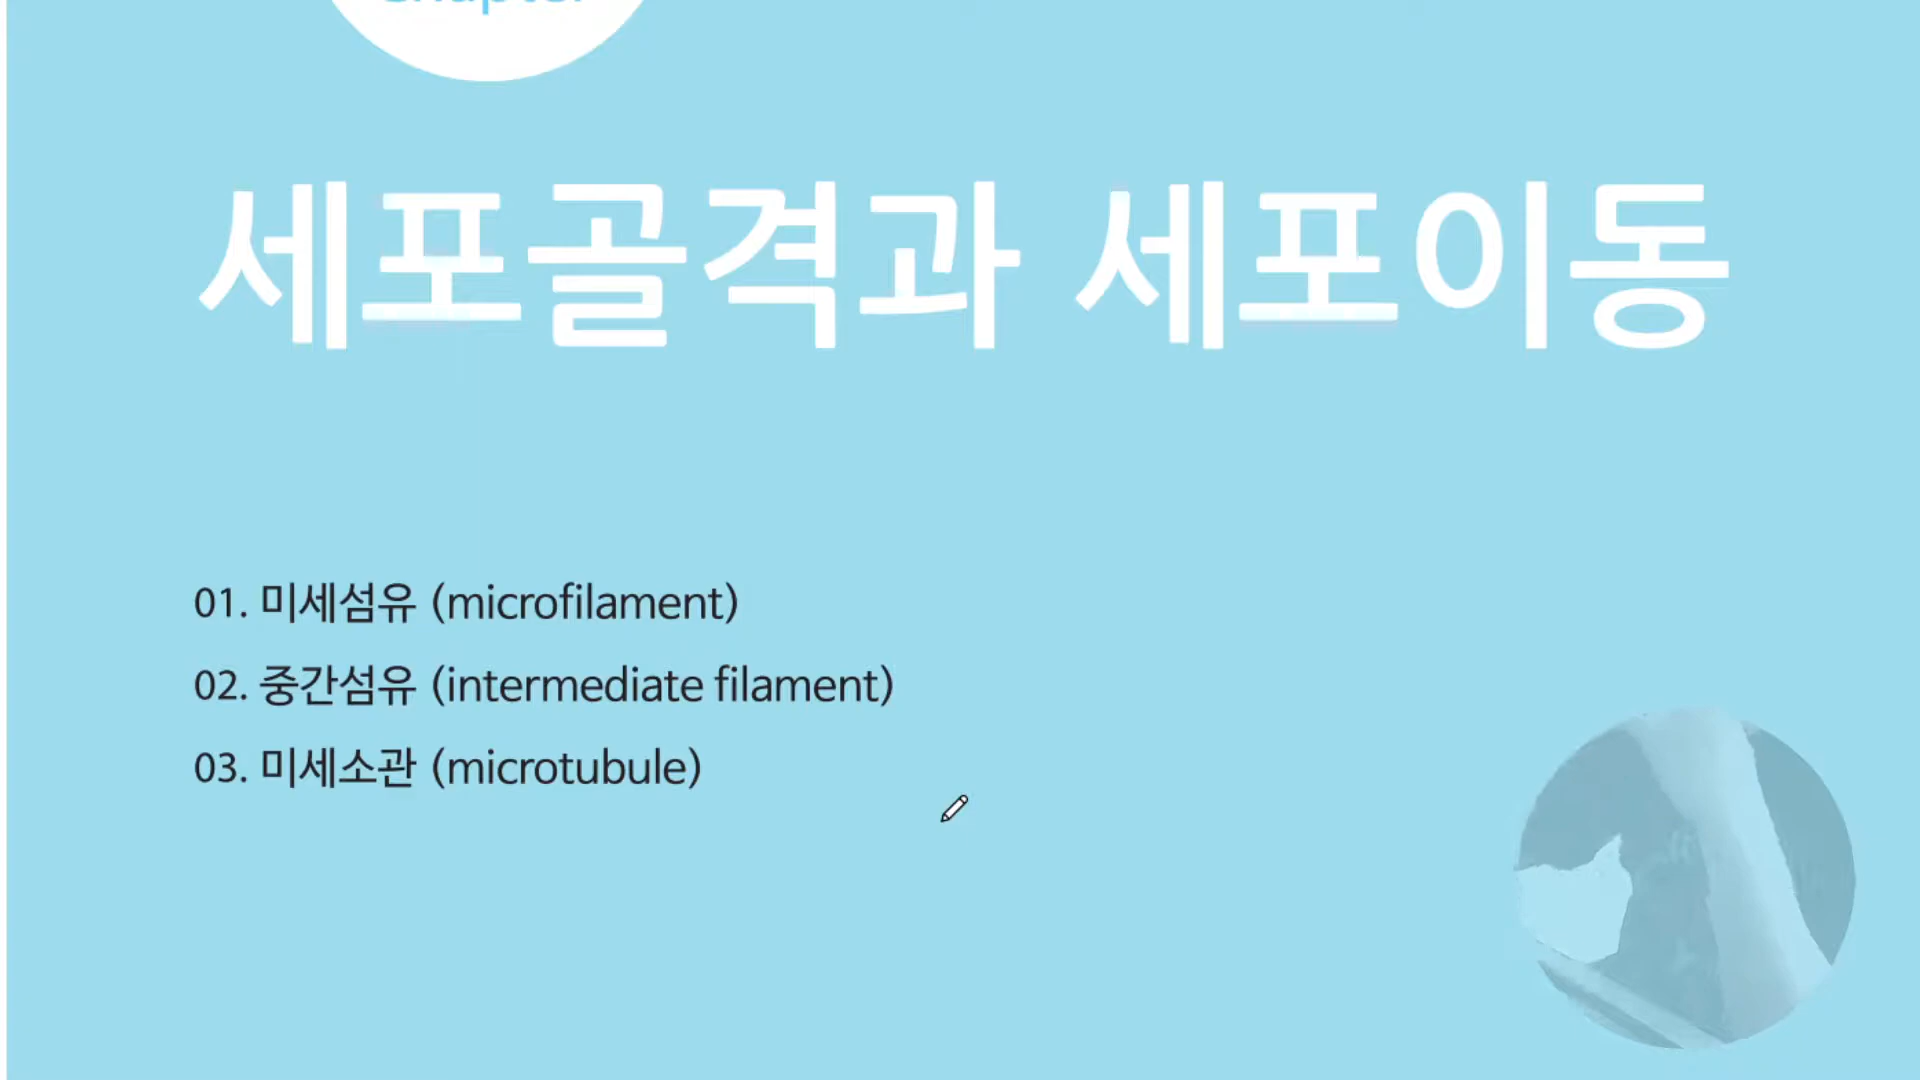 Chapter
세포골격과 세포이동
01. 미세섬유 (microfilament)
02. 중간섬유 (intermediate filament)
03. 미세소관 (microtubule)